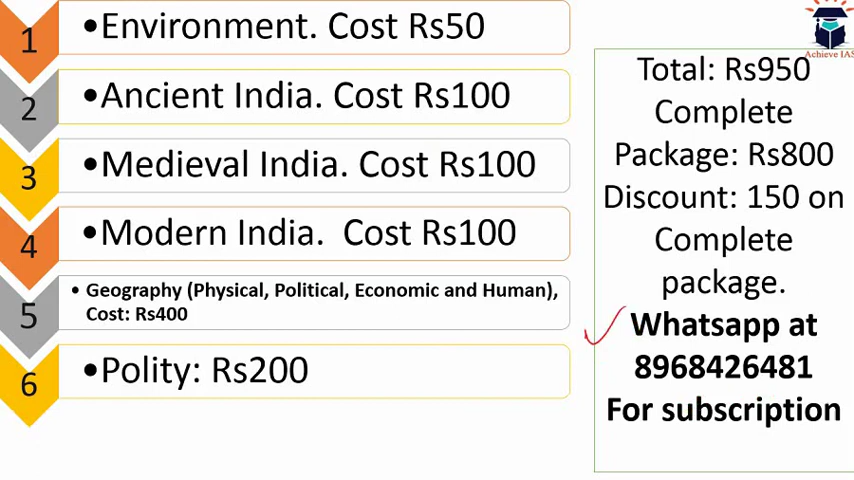 1
•Environment. Cost Rs50
2
•Ancient India. Cost Rs100
3
•Medieval India. Cost Rs100
4
•Modern India.  Cost Rs100
5
• Geography (Physical, Political, Economic and Human),
Cost: Rs400
6
•Polity: Rs200
Achieve IAS
Total: Rs950
Complete
Package: Rs800
Discount: 150 on
Complete
package.
Whatsapp at
8968426481
For subscription